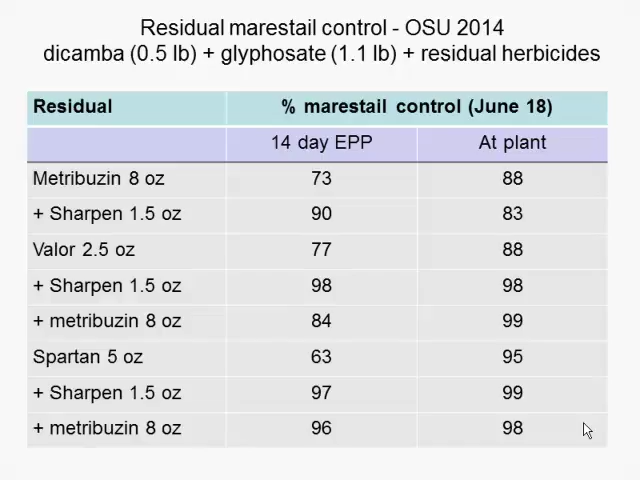 Residual marestail control - OSU 2014
dicamba (0.5 lb) + glyphosate (1.1 lb) + residual herbicides
Residual % marestail control (June 18)
14 day EPP At plant
Metribuzin 8 oz 73 88
+ Sharpen 1.5 oz 90 83
Valor 2.5 oz 77 88
+ Sharpen 1.5 oz 98 98
+ metribuzin 8 oz 84 99
Spartan 5 oz 63 95
+ Sharpen 1.5 oz 97 99
+ metribuzin 8 oz 96 98